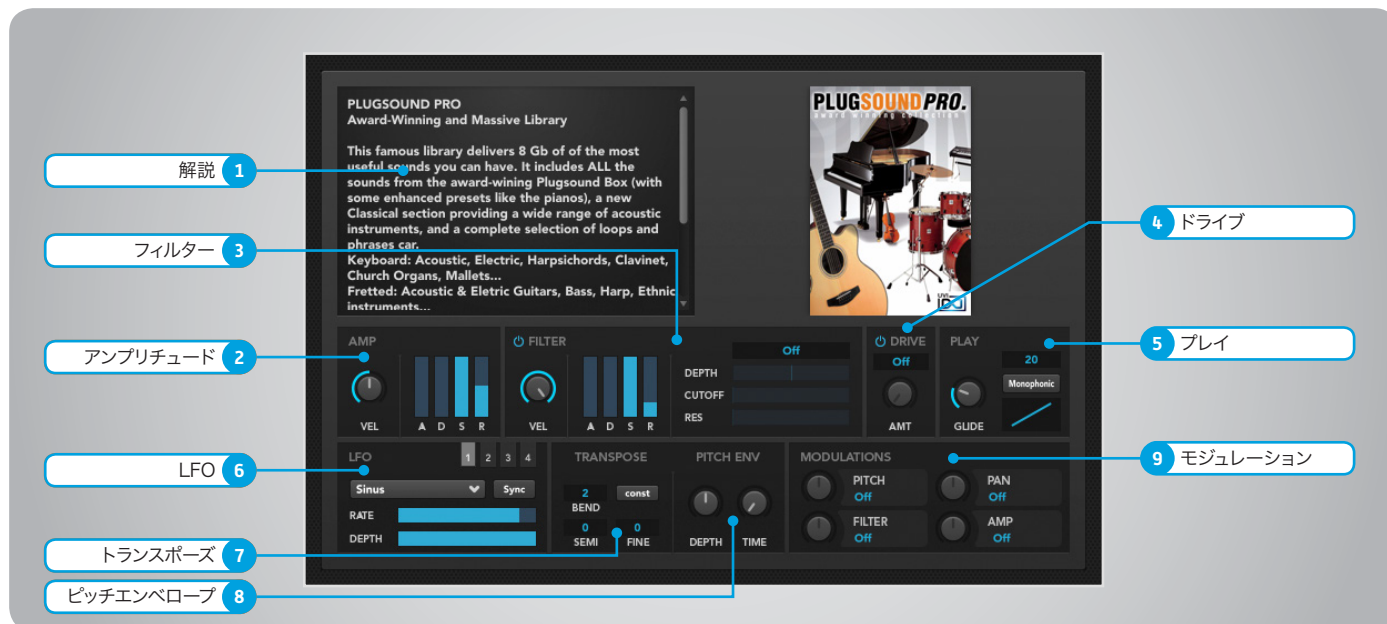 PLUGSOUND PRO
Award-Winning and Massive Library
This famous library delivers 8 Gb of of the most
useful sounds you can have. It includes ALL the
sounds from the award-wining Plugsound Box (with
some enhanced presets like the pianos), a new
Classical section providing a wide range of acoustic
instruments, and a complete selection of loops and
phrases car.
Keyboard: Acoustic, Electric, Harpsichords, Clavinet,
Church Organs, Mallets...
Fretted: Acoustic & Eletric Guitars, Bass, Harp, Ethnic
instruments...
PLUGSOUND PRO.
award winning collection
UVI
解説 1
フィルター 3
アンプリチュード 2
LFO 6
トランスポーズ 7
ピッチエンベロープ 8
4 ドライブ
5 プレイ
9 モジュレーション
AMP
VEL
A D S R
FILTER
VEL
A D S R
Off
DEPTH
CUTOFF
RES
DRIVE
Off
AMT
PLAY
20
Monophonic
GLIDE
LFO
1 2 3 4
Sinus
Sync
RATE
DEPTH
TRANSPOSE
2 const
BEND
0 0
SEMI FINE
PITCH ENV
DEPTH TIME
MODULATIONS
PITCH
Off
PAN
Off
FILTER
Off
AMP
Off